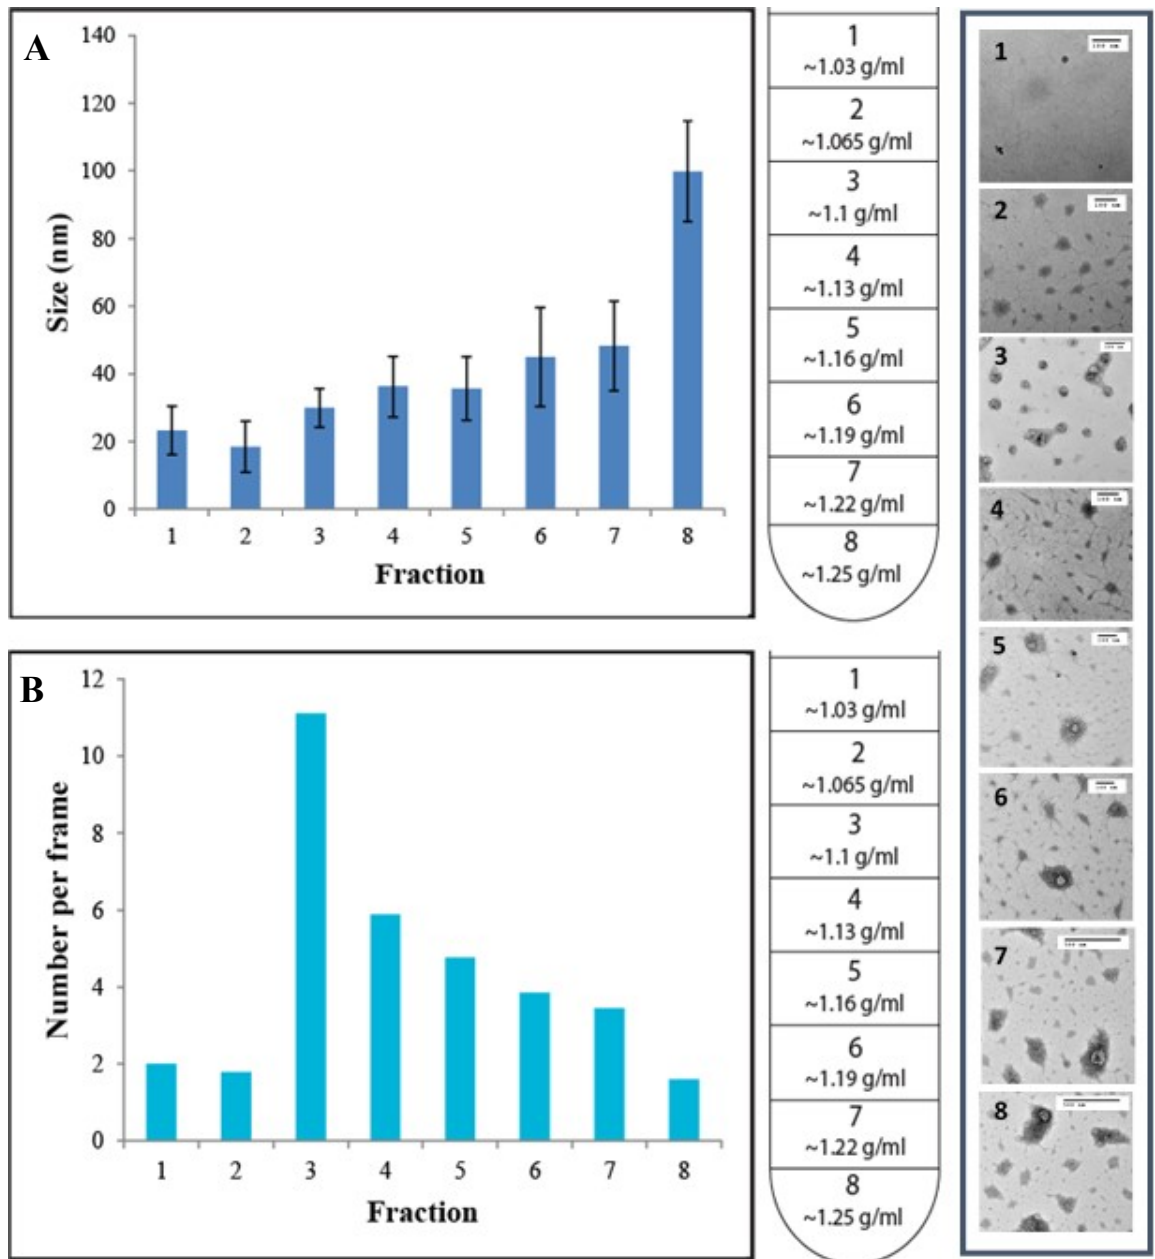 A
140
120
100
80
60
40
20
0
Size (nm)
1 2 3 4 5 6 7 8
Fraction
1
~1.03 g/ml
2
~1.065 g/ml
3
~1.1 g/ml
4
~1.13 g/ml
5
~1.16 g/ml
6
~1.19 g/ml
7
~1.22 g/ml
8
~1.25 g/ml
B
12
10
8
6
4
2
0
Number per frame
1 2 3 4 5 6 7 8
Fraction
1
~1.03 g/ml
2
~1.065 g/ml
3
~1.1 g/ml
4
~1.13 g/ml
5
~1.16 g/ml
6
~1.19 g/ml
7
~1.22 g/ml
8
~1.25 g/ml
1
2
3
4
5
6
7
8